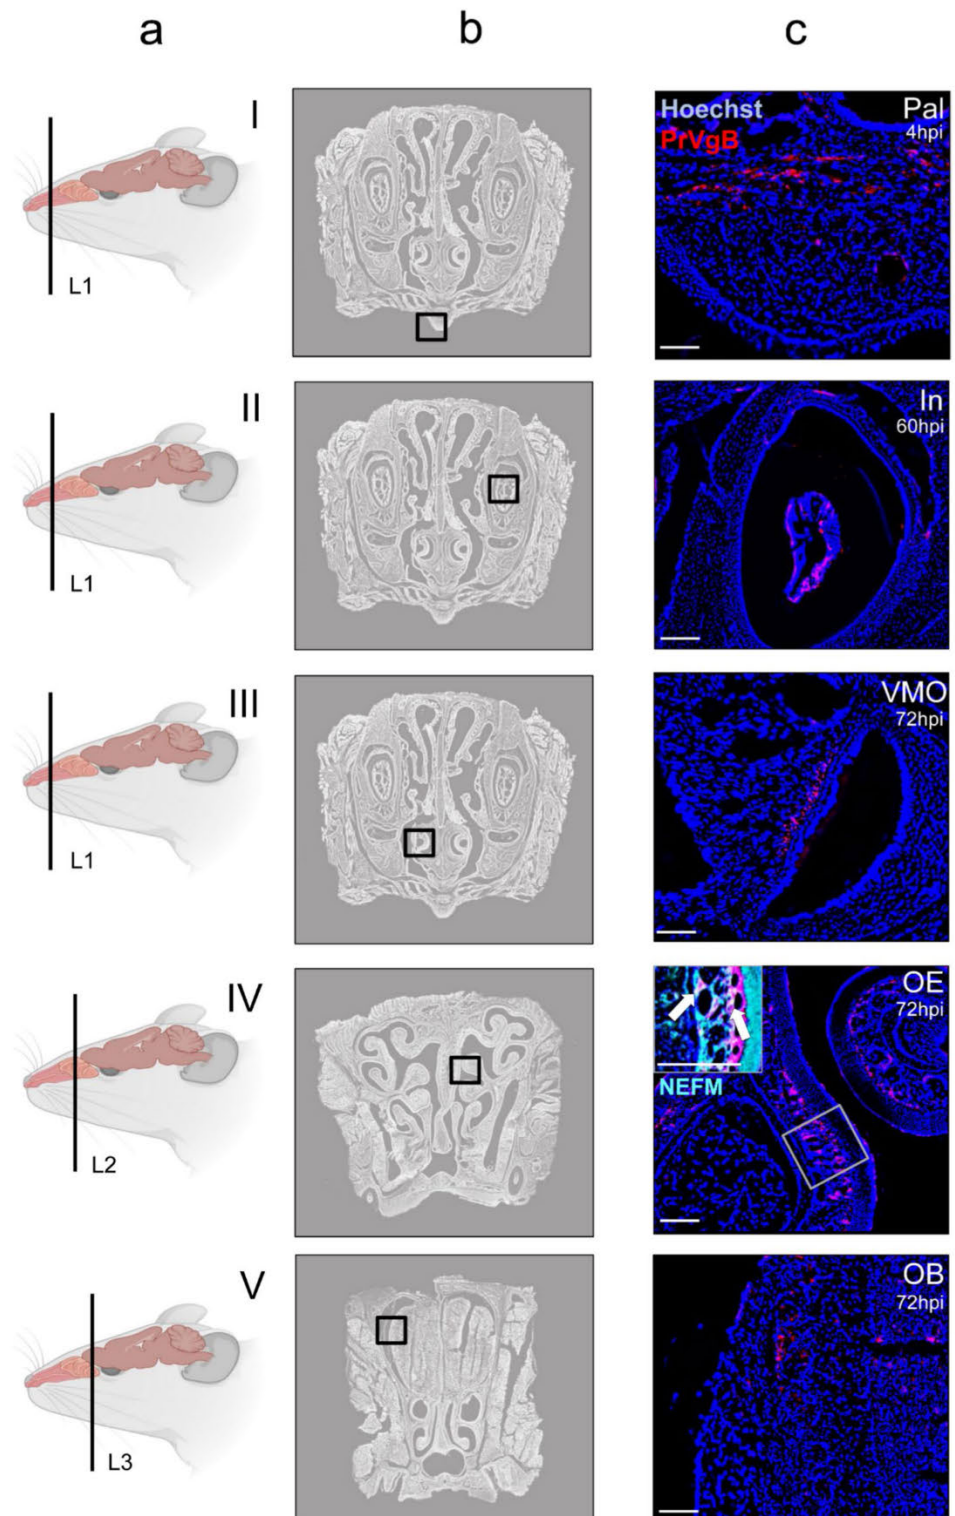 a
b
c
I
L1
Hoechst
PrVgB
Pal
4hpi
II
L1
In
60hpi
III
L1
VMO
72hpi
IV
L2
NEFM
OE
72hpi
V
L3
OB
72hpi